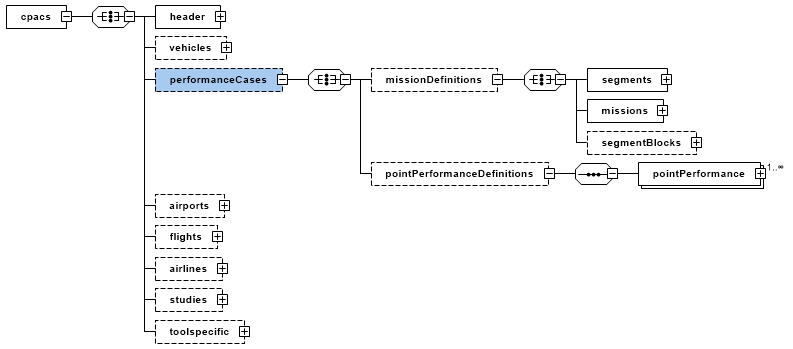 cpacs
header
vehicles
performanceCases
missionDefinitions
segments
missions
segmentBlocks
pointPerformanceDefinitions
pointPerformance
1..∞
airports
flights
airlines
studies
toolspecific